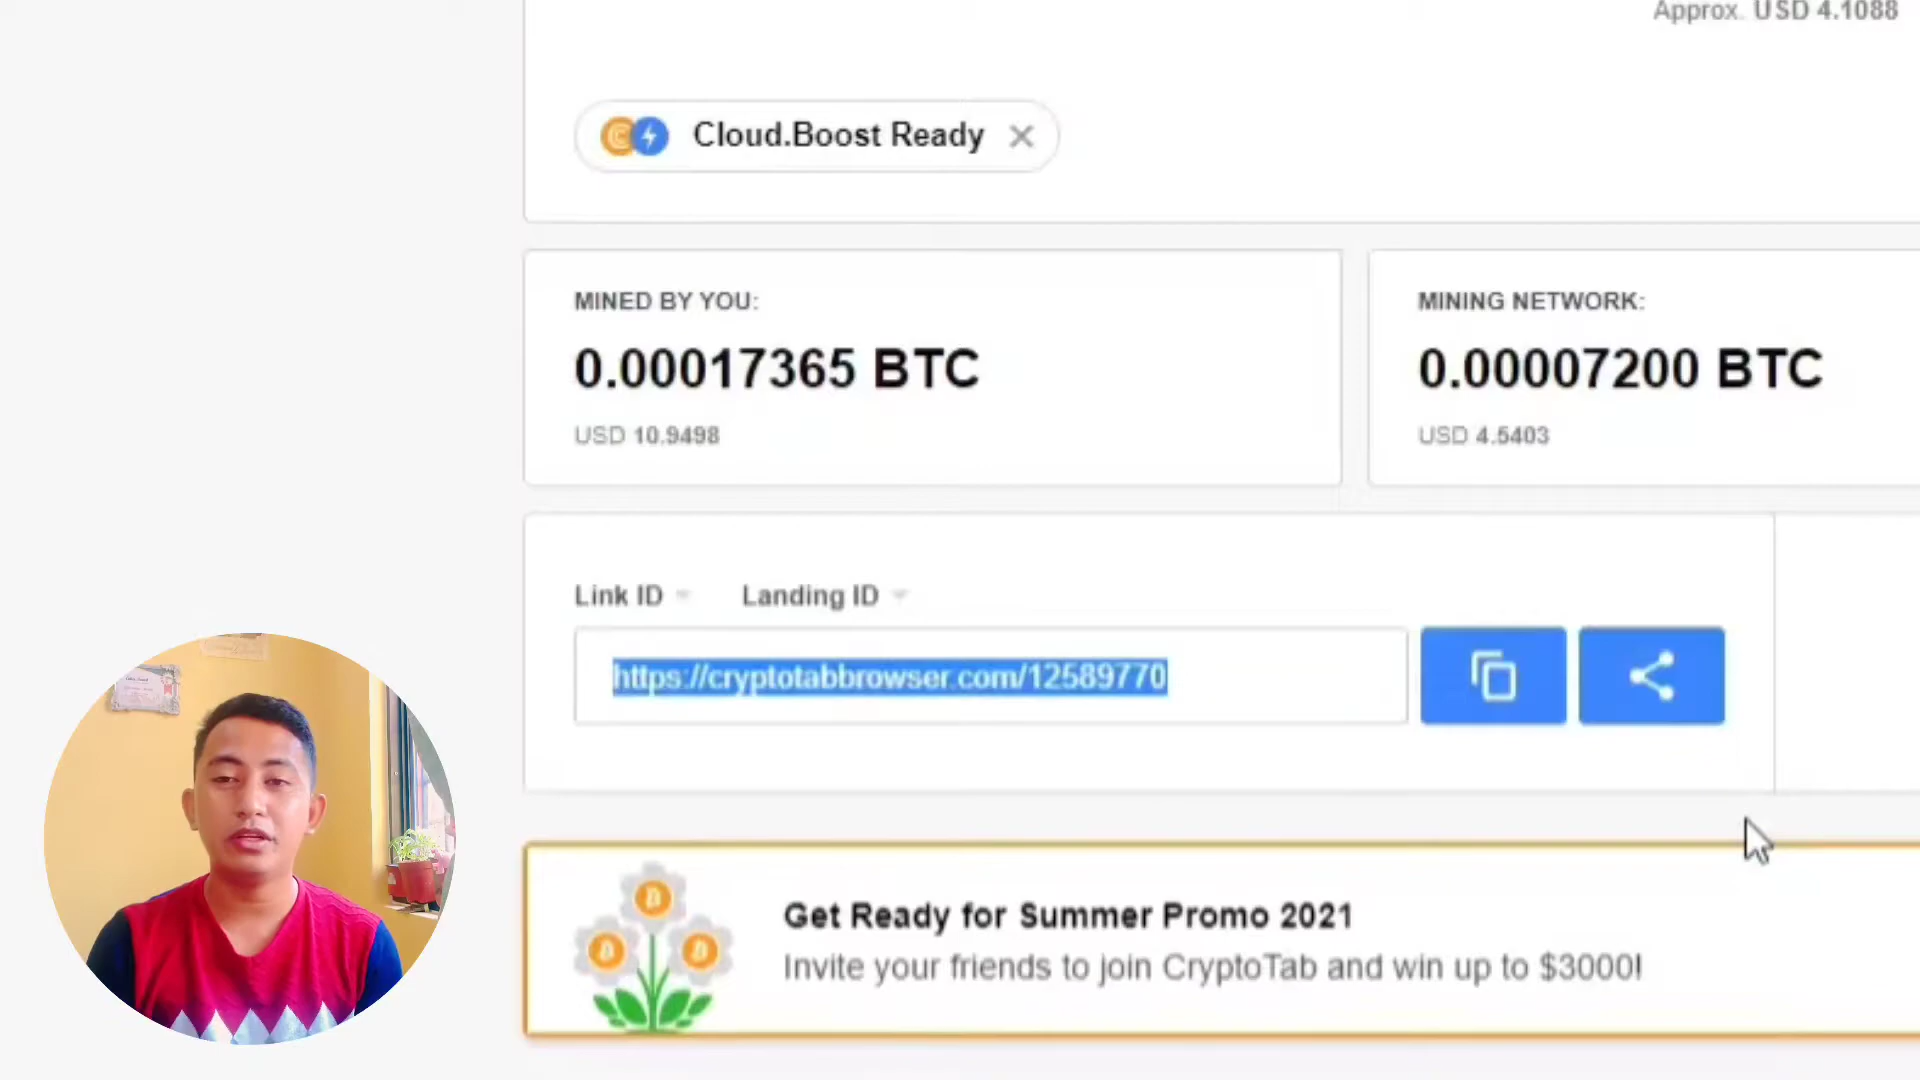 Approx. USD 4.1088
Cloud.Boost Ready
MINED BY YOU:
MINING NETWORK:
0.00017365 BTC
0.00007200 BTC
USD 10.9498
USD 4.5403
Link ID
Landing ID
https://cryptotabbrowser.com/12589770
Get Ready for Summer Promo 2021
Invite your friends to join CryptoTab and win up to $3000!